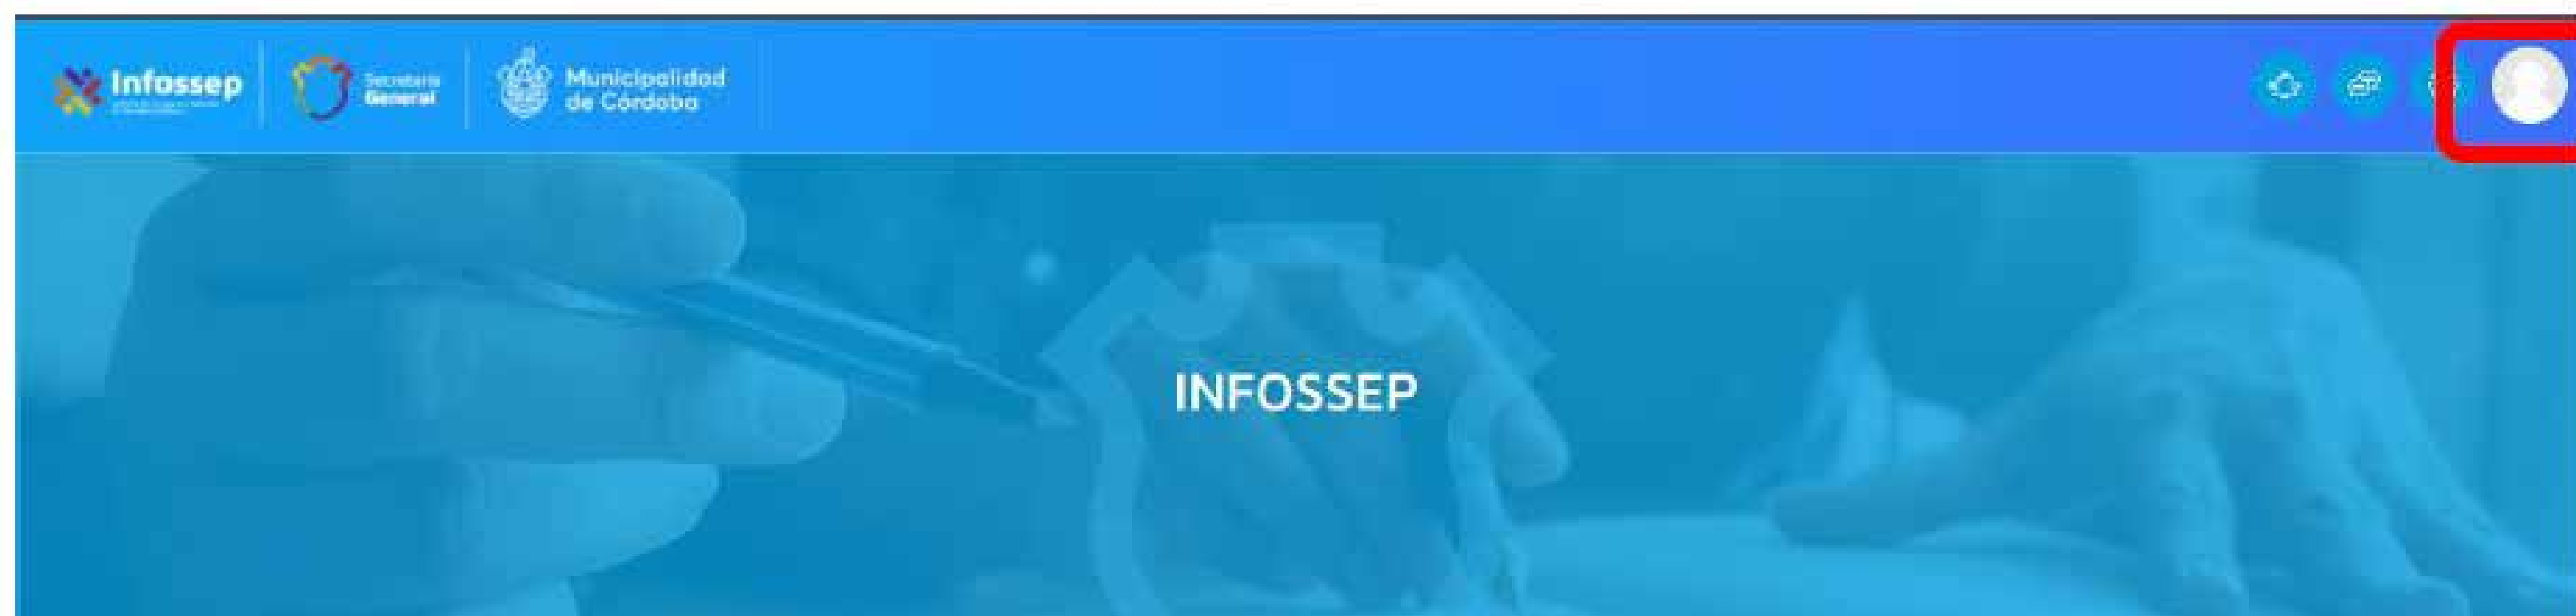 Infossep
Secretaría
General
Municipalidad
de Córdoba
INFOSSEP